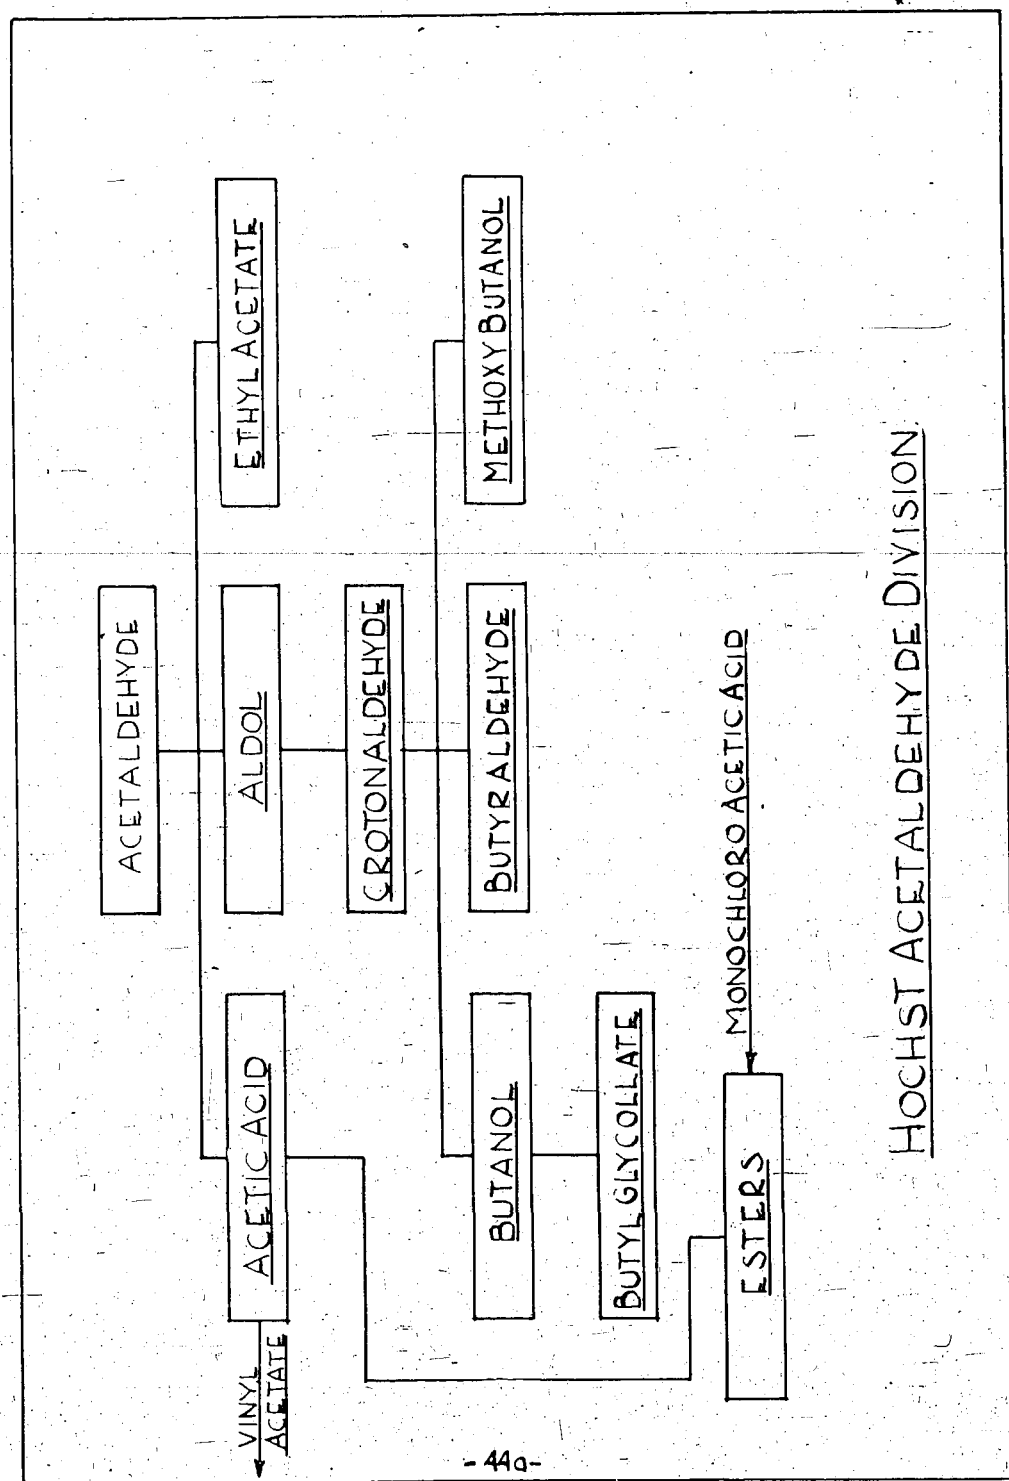 ACETALDEHYDE
ACETIC ACID
ALDOL
ETHYL ACETATE
VINYL
ACETATE
CROTONALDEHYDE
BUTANOL
BUTYRALDEHYDE
METHOXY BUTANOL
BUTYL GLYCOLLATE
ESTERS
MONOCHLORO ACETIC ACID
HOCHST ACETALDEHYDE DIVISION.
- 44a -